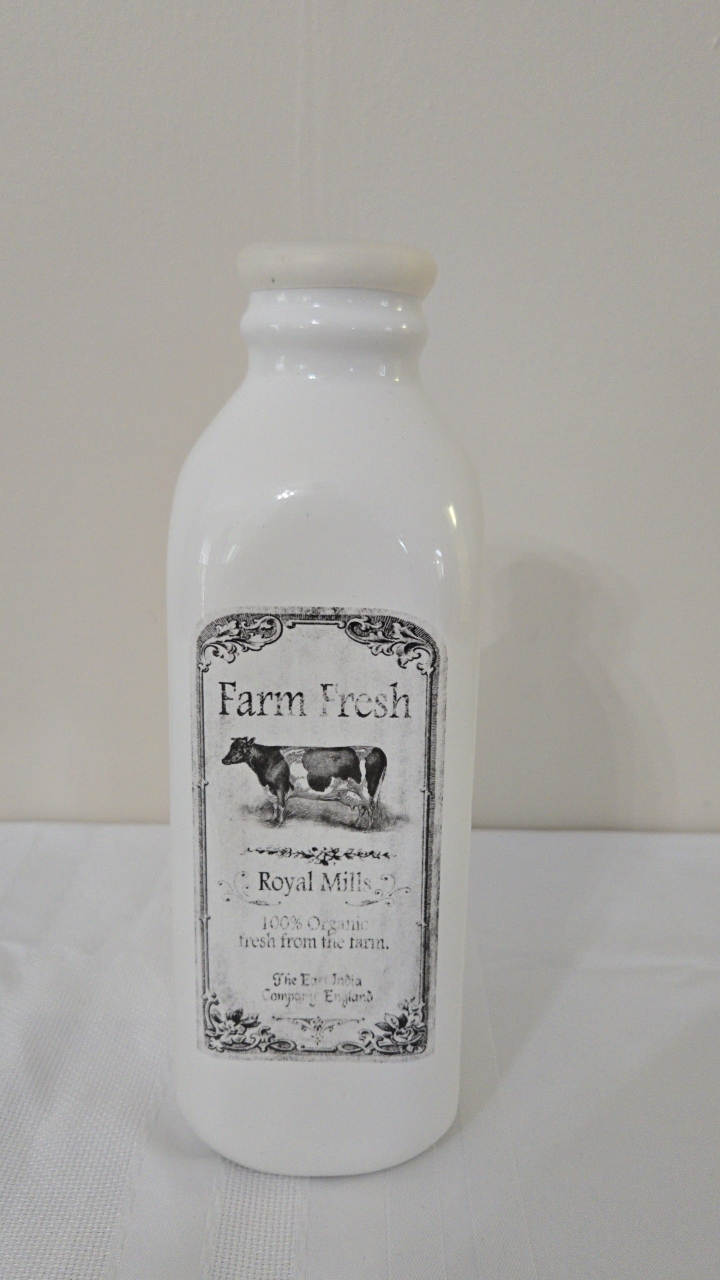 Farm Fresh
Royal Mills
100% Organic
fresh from the farm.
The East India
Company England